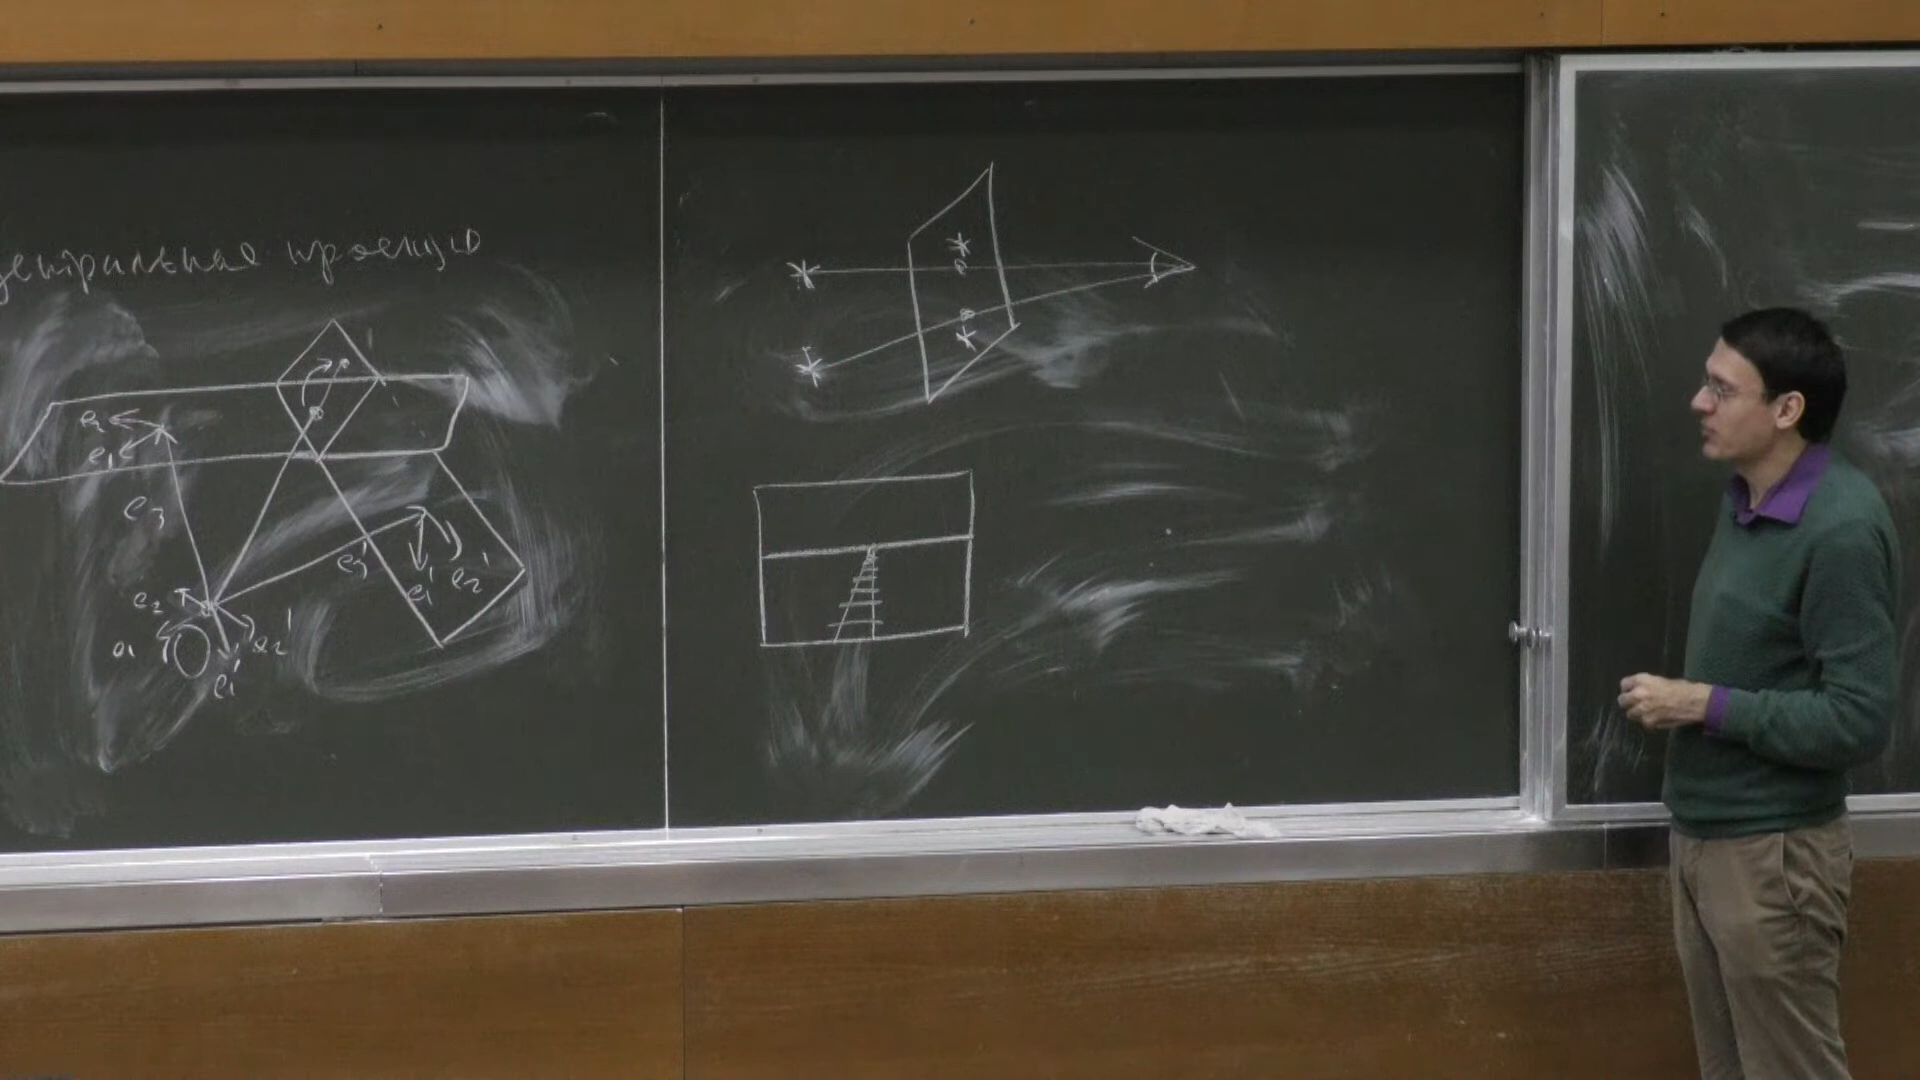 центральная проекция
e₂
e₁
e₃
e₃'
e₁'
e₂'
e₂
e₁
e₂'
e₁'